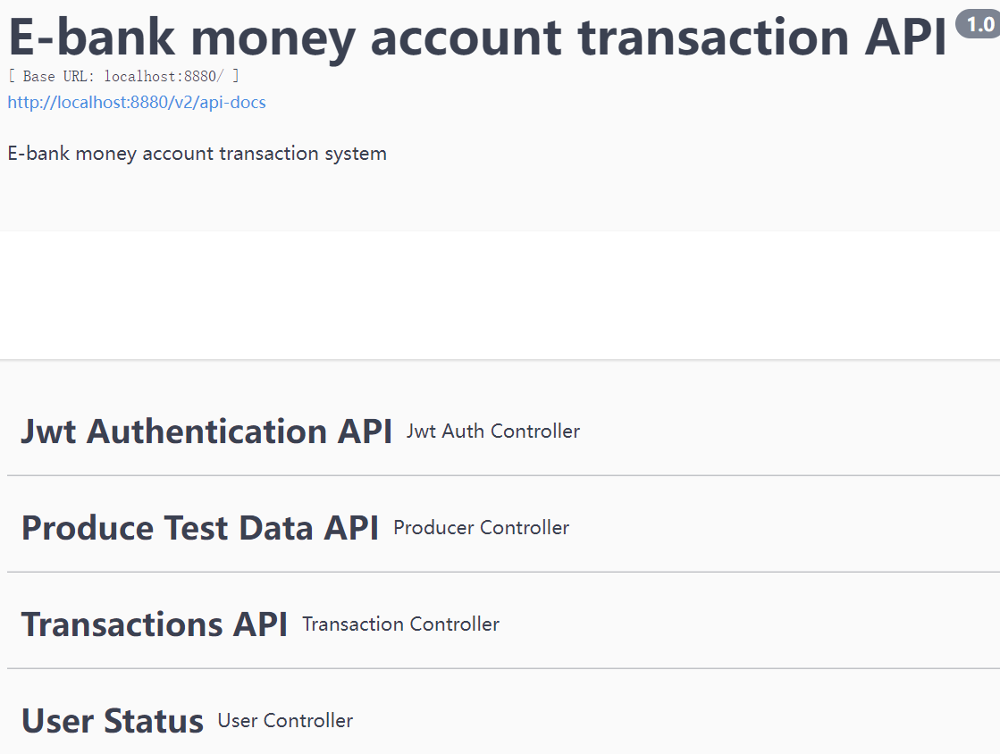 E-bank money account transaction API 1.0
[ Base URL: localhost:8880/ ]
http://localhost:8880/v2/api-docs
E-bank money account transaction system
Jwt Authentication API Jwt Auth Controller
Produce Test Data API Producer Controller
Transactions API Transaction Controller
User Status User Controller